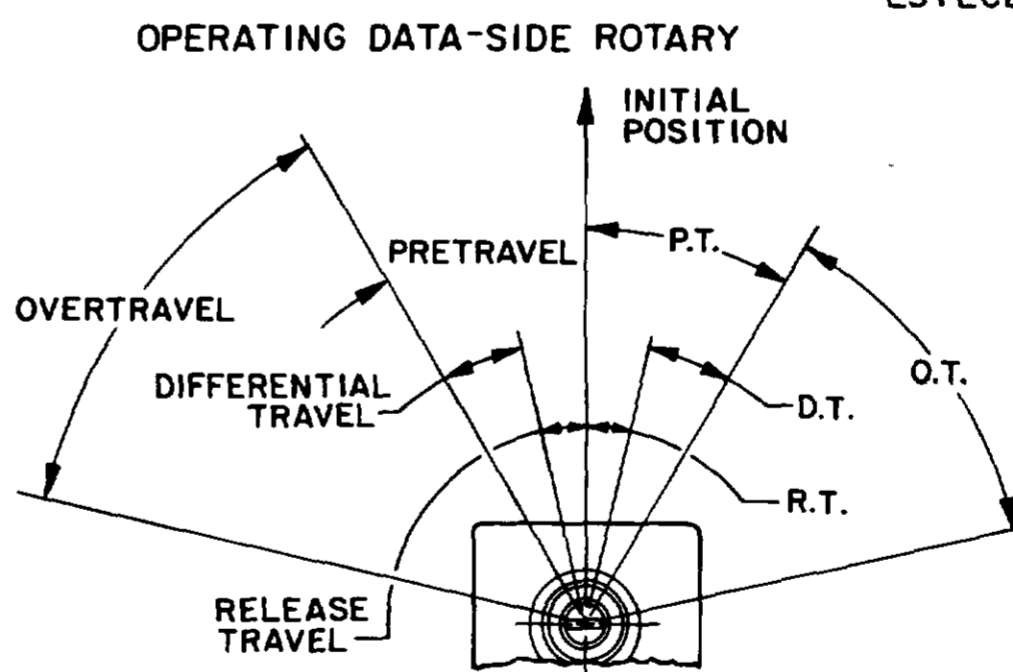 OPERATING DATA-SIDE ROTARY
INITIAL
POSITION
PRETRAVEL
P.T.
OVERTRAVEL
DIFFERENTIAL
TRAVEL
O.T.
D.T.
R.T.
RELEASE
TRAVEL